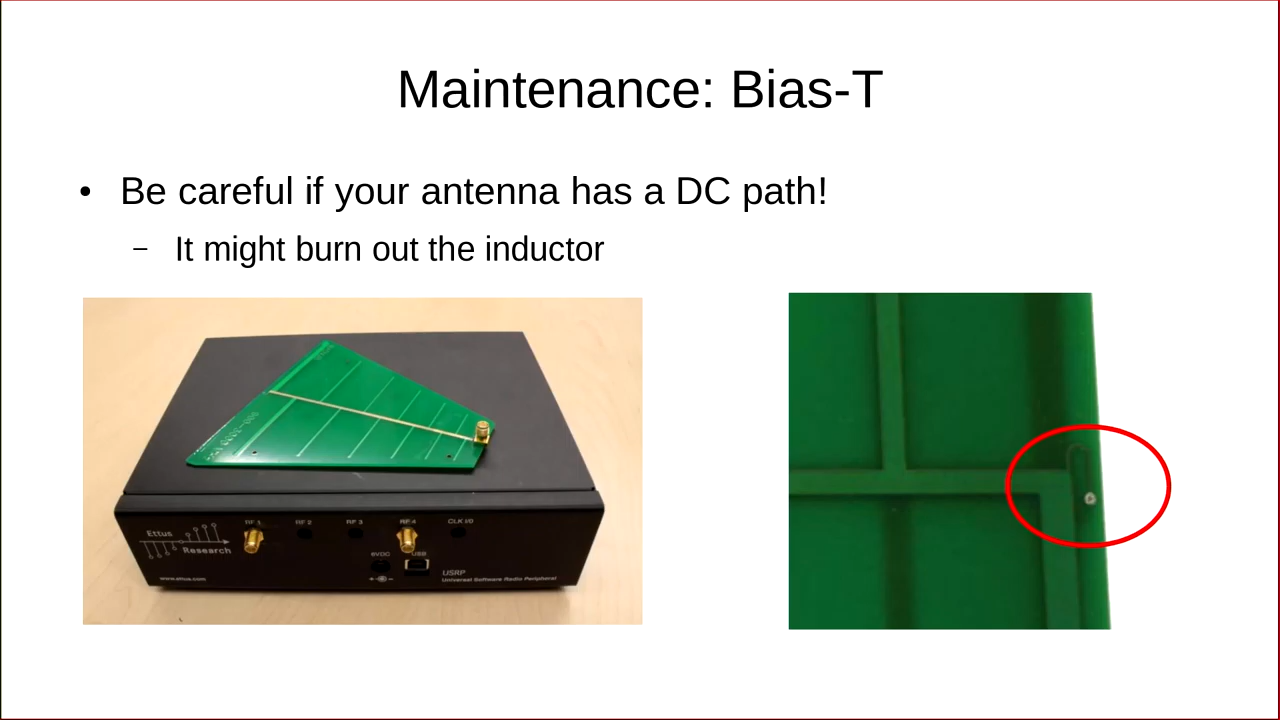 Maintenance: Bias-T
• Be careful if your antenna has a DC path!
– It might burn out the inductor
RF 1 RF 2 RF 3 RF 4 CLK I/O
Ettus
Research
6VDC USB
USRP
www.ettus.com
Universal Software Radio Peripheral